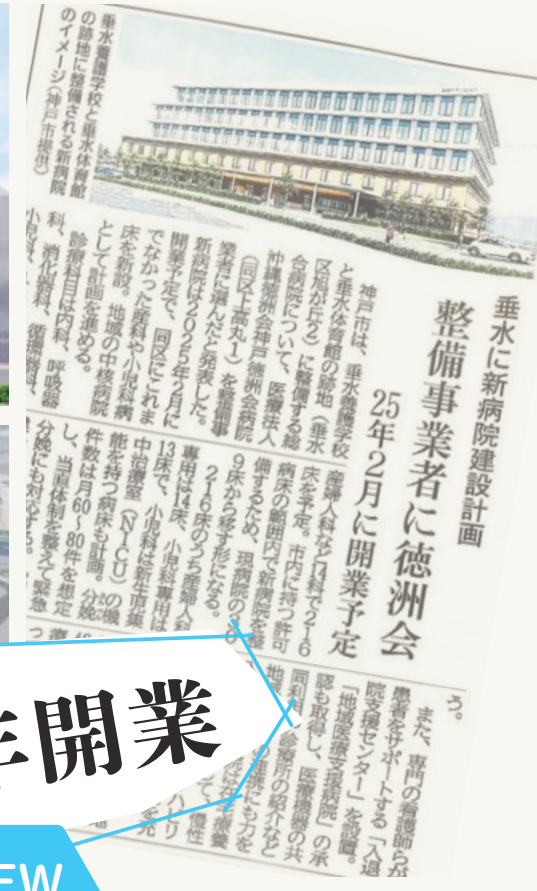 垂水養護学校と垂水体育館
の跡地に整備される新病院
のイメージ(神戸市提供)
垂水に新病院建設計画
整備事業者に徳洲会
25年2月に開業予定
神戸市は、垂水養護学校
と垂水体育館の跡地(垂水
区旭が丘2)に整備する総
合病院について、医療法人
沖縄徳洲会神戸徳洲会病院
(同区上高丸1)を整備事
業者に選んだと発表した。
新病院は2025年2月に
開業予定で、同区にこれま
でなかった産科や小児科病
床を新設。地域の中核病院
として計画を進める。
診療科目は内科、呼吸器
科、消化器科、循環器科、
小児科、
産婦人科など14科で216
床を予定。市内に持つ許可
病床の範囲内で新病院を整
備するため、現病院の30
9床から移す形になる。
216床のうち産婦人科
専用は14床、小児科専用は
13床で、小児科は新生児集
中治療室(NICU)の機
能を持つ病床も計画。分娩
件数は月60~80件を想定
し、当直体制を整えて緊急
分娩にも対応する。
う。
また、専門の看護師らが
患者をサポートする「入退
院支援センター」を設置。
「地域医療支援病院」の承
認も取得し、医療機器の共
同利用 診療所の紹介など
地域 連携にも力を
年開業
EW